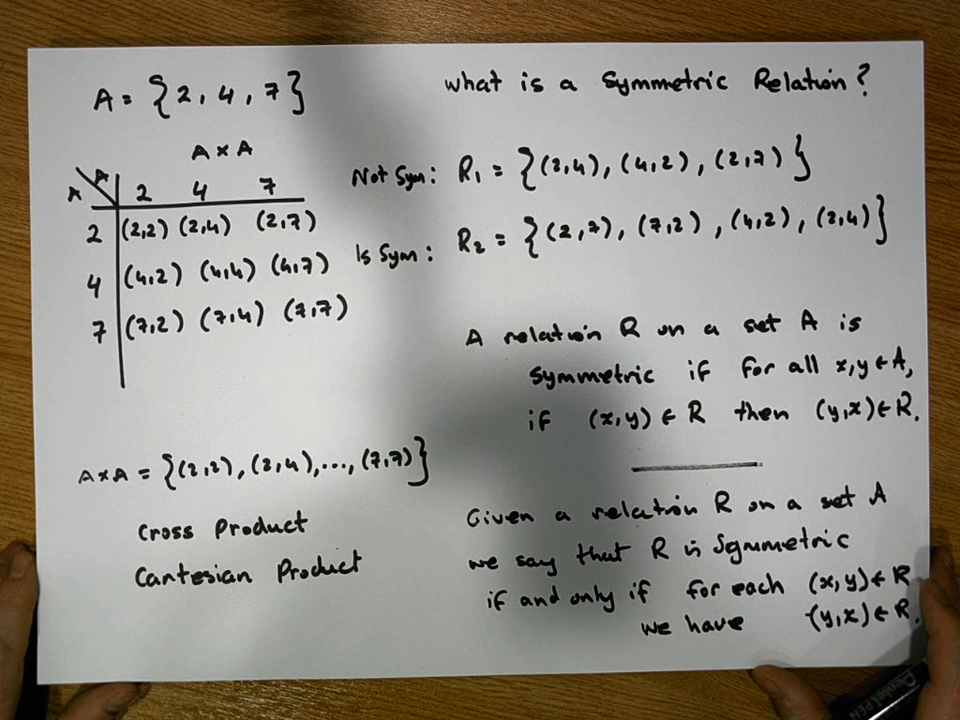 A = {2, 4, 7}
A × A
A A
2 4 7
2 (2,2) (2,4) (2,7)
4 (4,2) (4,4) (4,7)
7 (7,2) (7,4) (7,7)
A×A = {(2,2), (2,4),..., (7,7)}
Cross Product
Cartesian Product
What is a Symmetric Relation?
Not Sym: R₁ = {(2,4), (4,2), (2,7)}
Is Sym: R₂ = {(2,7), (7,2), (4,2), (2,4)}
A relation R on a set A is
symmetric if for all x,y ∈ A,
if (x,y) ∈ R then (y,x) ∈ R.
Given a relation R on a set A
we say that R is Symmetric
if and only if for each (x,y) ∈ R
we have (y,x) ∈ R.